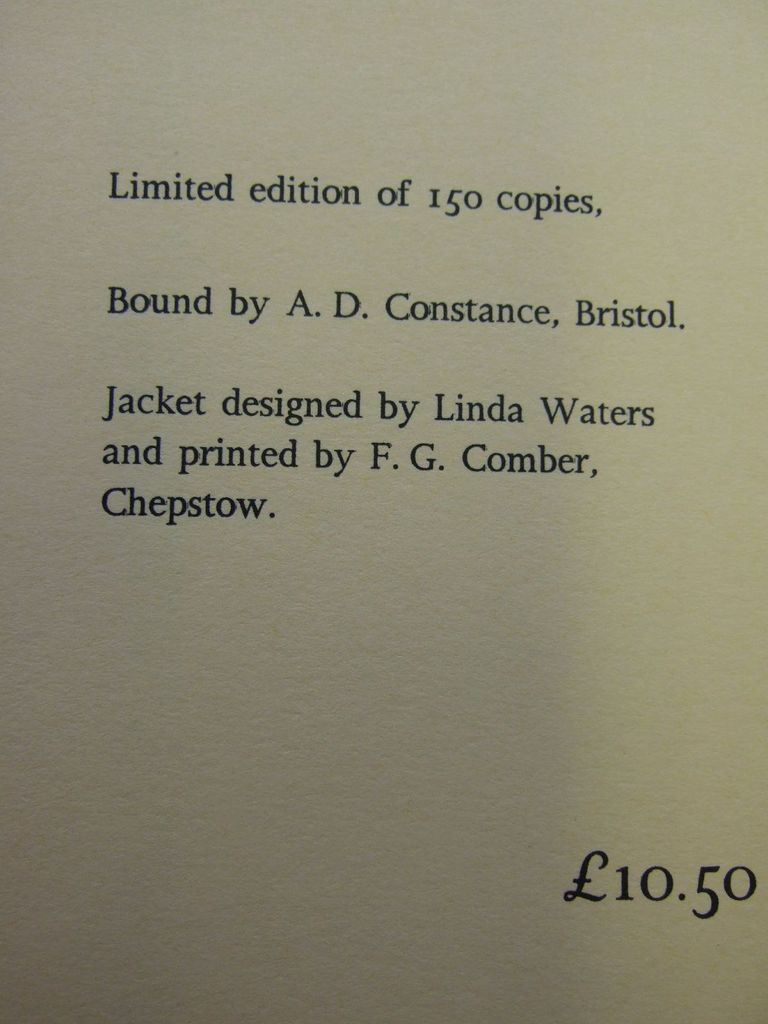 Limited edition of 150 copies,
Bound by A. D. Constance, Bristol.
Jacket designed by Linda Waters
and printed by F. G. Comber,
Chepstow.
£10.50